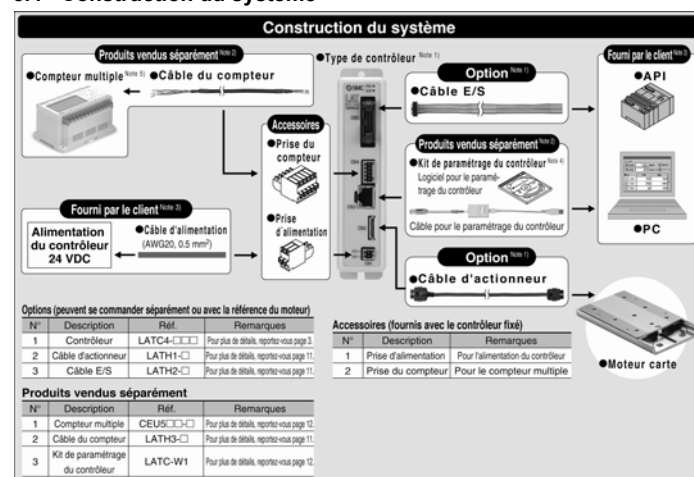 Construction du système
Produits vendus séparément Note 2)
●Compteur multiple Note 5) ●Câble du compteur
●Type de contrôleur Note 1)
Option Note 1)
●Câble E/S
Fourni par le client Note 3)
●API
●PC
Accessoires
●Prise du
compteur
●Prise
d'alimentation
SMC
LAT
CN5
CN4
CN3
CN2
CN1
Produits vendus séparément Note 2)
●Kit de paramétrage du contrôleur Note 4)
Logiciel pour le paramé-
trage du contrôleur
Câble pour le paramétrage du contrôleur
Fourni par le client Note 3)
Alimentation
du contrôleur
24 VDC
●Câble d'alimentation
(AWG20, 0.5 mm²)
Option Note 1)
●Câble d'actionneur
●Moteur carte
Options (peuvent se commander séparément ou avec la référence du moteur)
N° Description Réf. Remarques
1 Contrôleur LATC4-□□□ Pour plus de détails, reportez-vous page 3.
2 Câble d'actionneur LATH1-□ Pour plus de détails, reportez-vous page 11.
3 Câble E/S LATH2-□ Pour plus de détails, reportez-vous page 11.
Accessoires (fournis avec le contrôleur fixé)
N° Description Remarques
1 Prise d'alimentation Pour l'alimentation du contrôleur
2 Prise du compteur Pour le compteur multiple
Produits vendus séparément
N° Description Réf. Remarques
1 Compteur multiple CEU5□□-□ Pour plus de détails, reportez-vous page 12.
2 Câble du compteur LATH3-□ Pour plus de détails, reportez-vous page 11.
3 Kit de paramétrage
du contrôleur LATC-W1 Pour plus de détails, reportez-vous page 12.